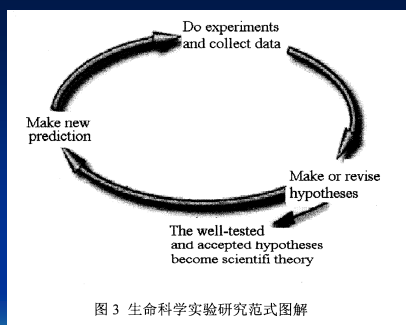 Do experiments
and collect data
Make new
prediction
Make or revise
hypotheses
The well-tested
and accepted hypotheses
become scientifi theory
图 3 生命科学实验研究范式图解